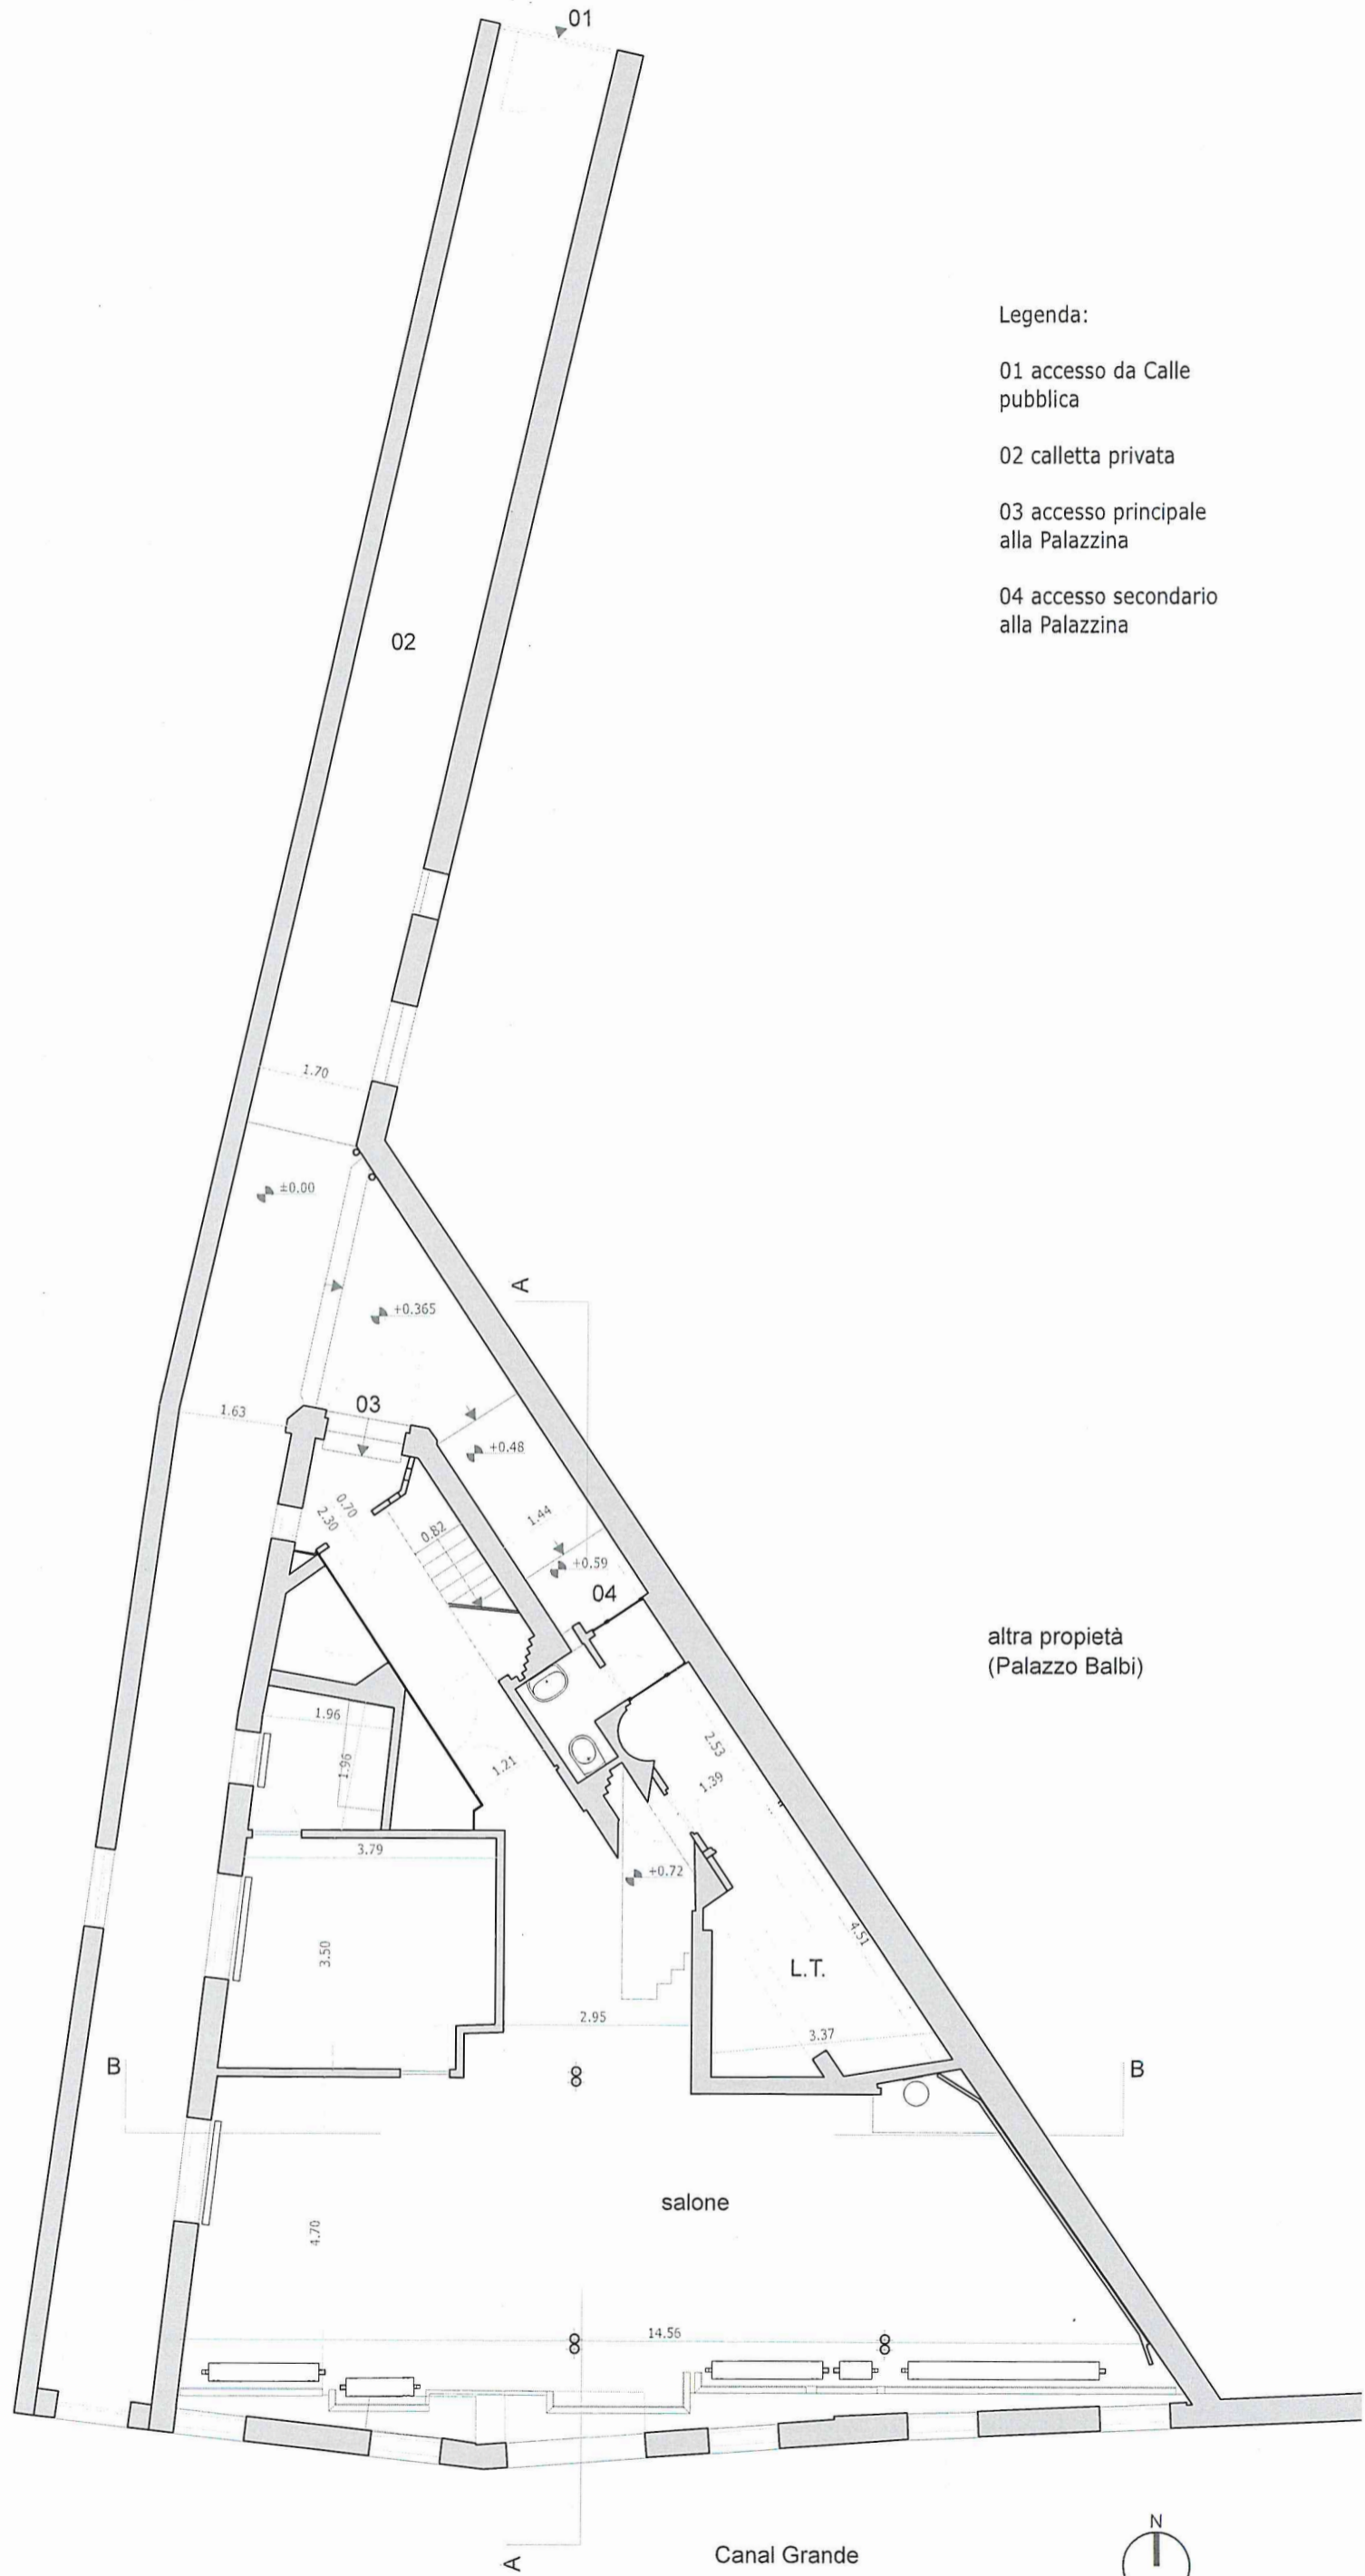 01
Legenda:
01 accesso da Calle
pubblica
02 calletta privata
03 accesso principale
alla Palazzina
04 accesso secondario
alla Palazzina
02
1.70
±0.00
A
+0.365
03
1.63
+0.48
0.70
2.30
0.82
1.44
+0.59
04
altra propietà
(Palazzo Balbi)
1.96
1.96
1.21
2.53
1.39
3.79
+0.72
3.50
4.51
L.T.
2.95
3.37
B
B
salone
4.70
14.56
A
Canal Grande
N